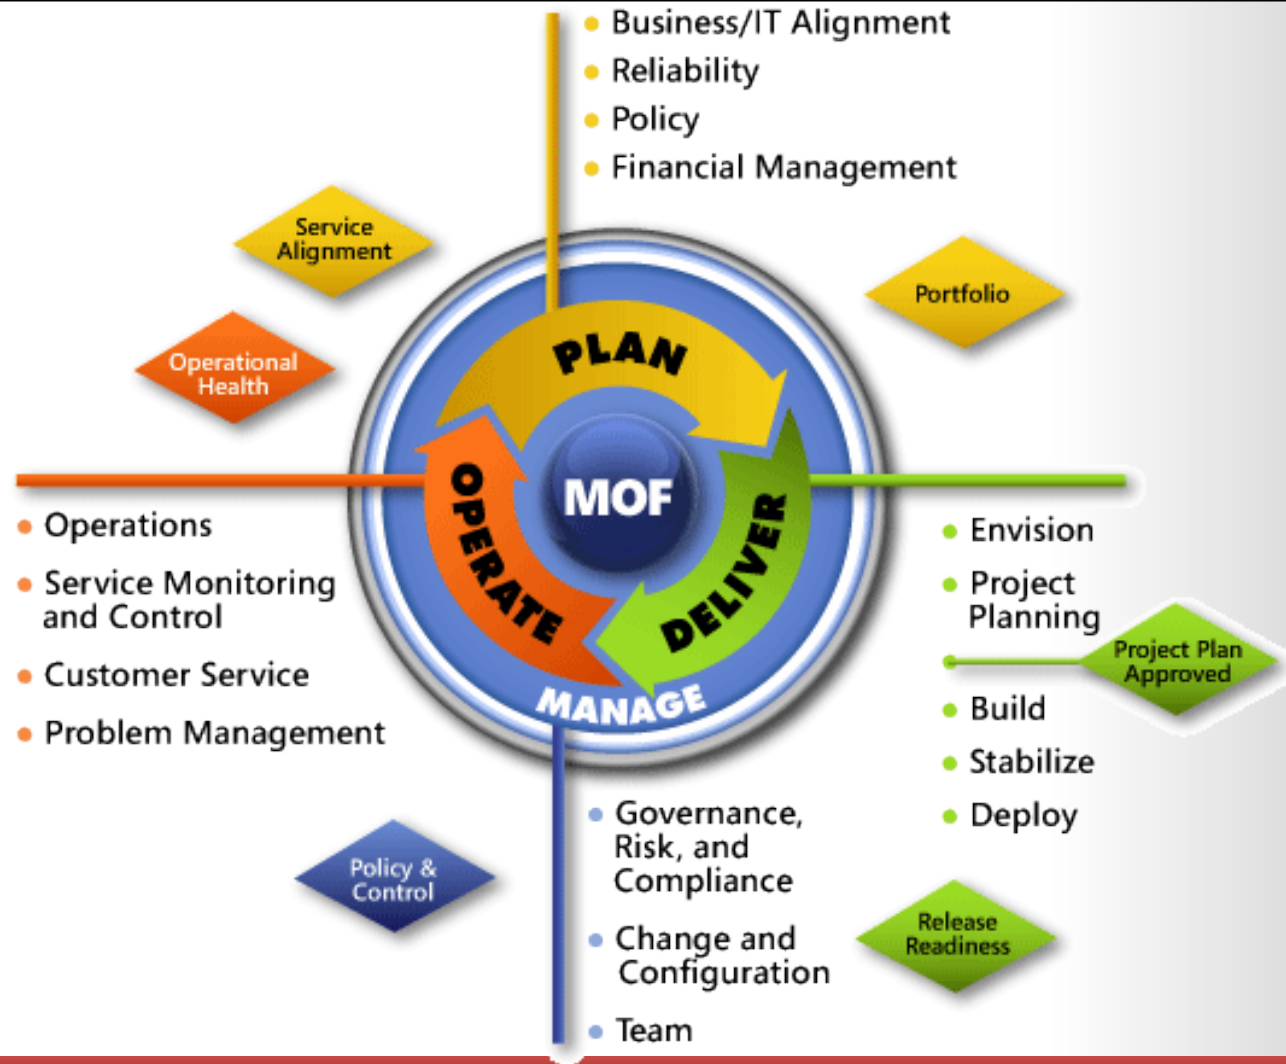 Business/IT Alignment
Reliability
Policy
Financial Management
Service
Alignment
Portfolio
Operational
Health
PLAN
MOF
OPERATE
DELIVER
MANAGE
Operations
Service Monitoring
and Control
Customer Service
Problem Management
Envision
Project
Planning
Project Plan
Approved
Build
Stabilize
Deploy
Policy &
Control
Governance,
Risk, and
Compliance
Change and
Configuration
Team
Release
Readiness